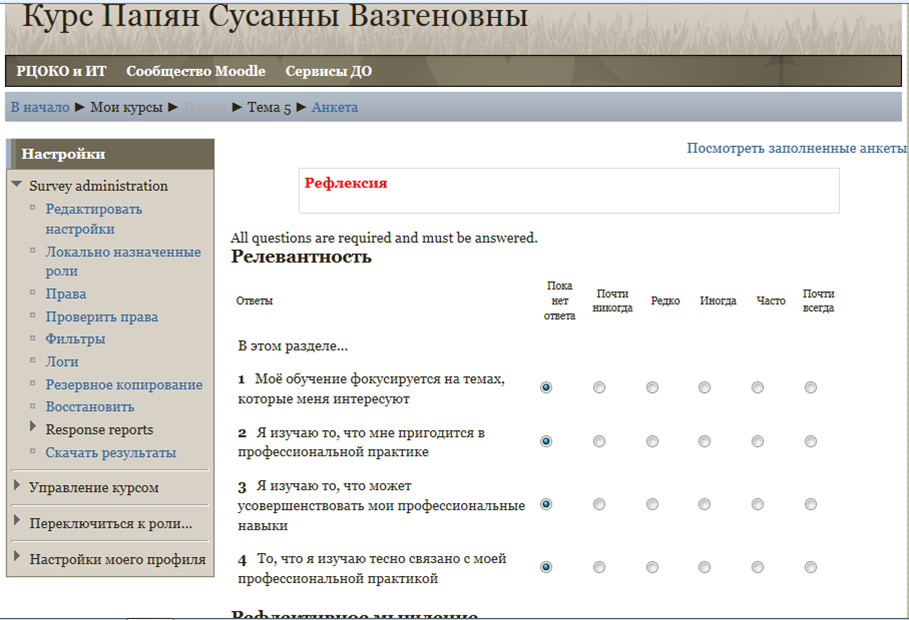 Курс Папян Сусанны Вазгеновны
РЦОКО и ИТ Сообщество Moodle Сервисы ДО
В начало ► Мои курсы ► Папян ► Тема 5 ► Анкета
Настройки
Survey administration
Редактировать
настройки
Локально назначенные
роли
Права
Проверить права
Фильтры
Логи
Резервное копирование
Восстановить
Response reports
Скачать результаты
Управление курсом
Переключиться к роли...
Настройки моего профиля
Посмотреть заполненные анкеты
Рефлексия
All questions are required and must be answered.
Релевантность
Ответы
Пока
нет
ответа
Почти
никогда
Редко
Иногда
Часто
Почти
всегда
В этом разделе...
1 Моё обучение фокусируется на темах,
которые меня интересуют
2 Я изучаю то, что мне пригодится в
профессиональной практике
3 Я изучаю то, что может
усовершенствовать мои профессиональные
навыки
4 То, что я изучаю тесно связано с моей
профессиональной практикой
Рефлективное мышление